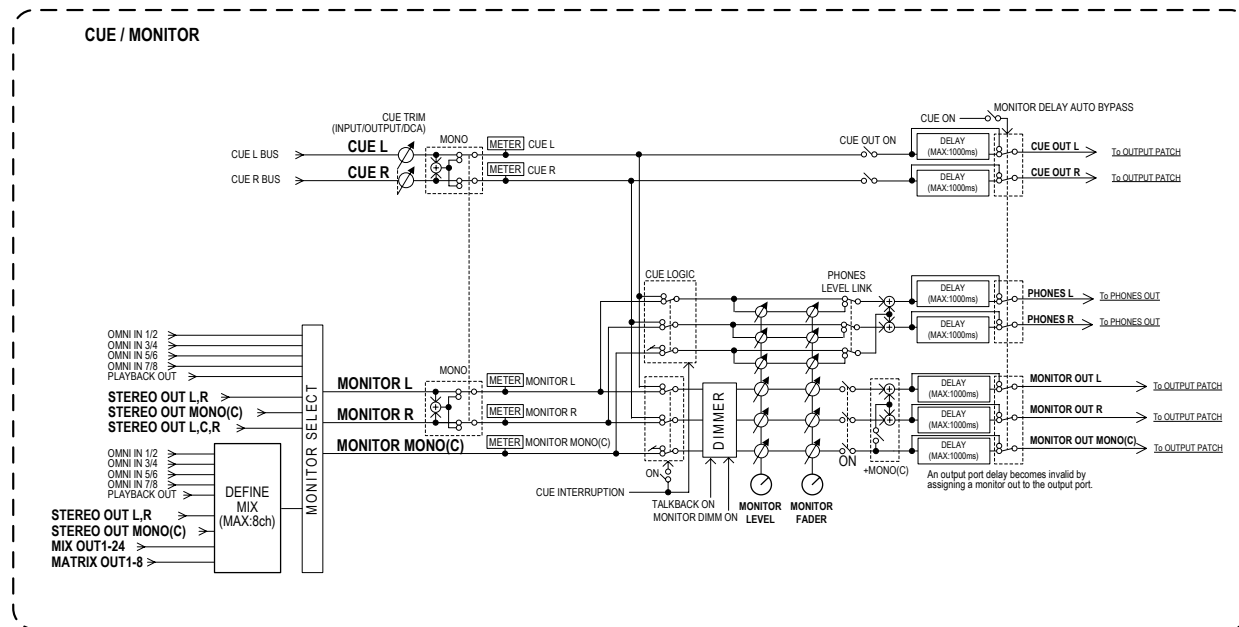 CUE / MONITOR
MONITOR DELAY AUTO BYPASS
CUE ON
CUE TRIM
(INPUT/OUTPUT/DCA)
MONO
CUE L BUS
CUE L
METER CUE L
CUE OUT ON
DELAY
(MAX:1000ms)
CUE OUT L
To OUTPUT PATCH
CUE R BUS
CUE R
METER CUE R
DELAY
(MAX:1000ms)
CUE OUT R
To OUTPUT PATCH
CUE LOGIC
PHONES
LEVEL LINK
DELAY
(MAX:1000ms)
PHONES L
To PHONES OUT
DELAY
(MAX:1000ms)
PHONES R
To PHONES OUT
OMNI IN 1/2
OMNI IN 3/4
OMNI IN 5/6
OMNI IN 7/8
PLAYBACK OUT
STEREO OUT L,R
STEREO OUT MONO(C)
STEREO OUT L,C,R
OMNI IN 1/2
OMNI IN 3/4
OMNI IN 5/6
OMNI IN 7/8
PLAYBACK OUT
STEREO OUT L,R
STEREO OUT MONO(C)
MIX OUT1-24
MATRIX OUT1-8
DEFINE
MIX
(MAX:8ch)
MONITOR SELECT
MONO
MONITOR L
METER MONITOR L
MONITOR R
METER MONITOR R
MONITOR MONO(C)
METER MONITOR MONO(C)
DIMMER
ON
CUE INTERRUPTION
TALKBACK ON
MONITOR DIMM ON
MONITOR
LEVEL
MONITOR
FADER
ON
+MONO(C)
DELAY
(MAX:1000ms)
MONITOR OUT L
To OUTPUT PATCH
DELAY
(MAX:1000ms)
MONITOR OUT R
To OUTPUT PATCH
DELAY
(MAX:1000ms)
MONITOR OUT MONO(C)
To OUTPUT PATCH
An output port delay becomes invalid by
assigning a monitor out to the output port.